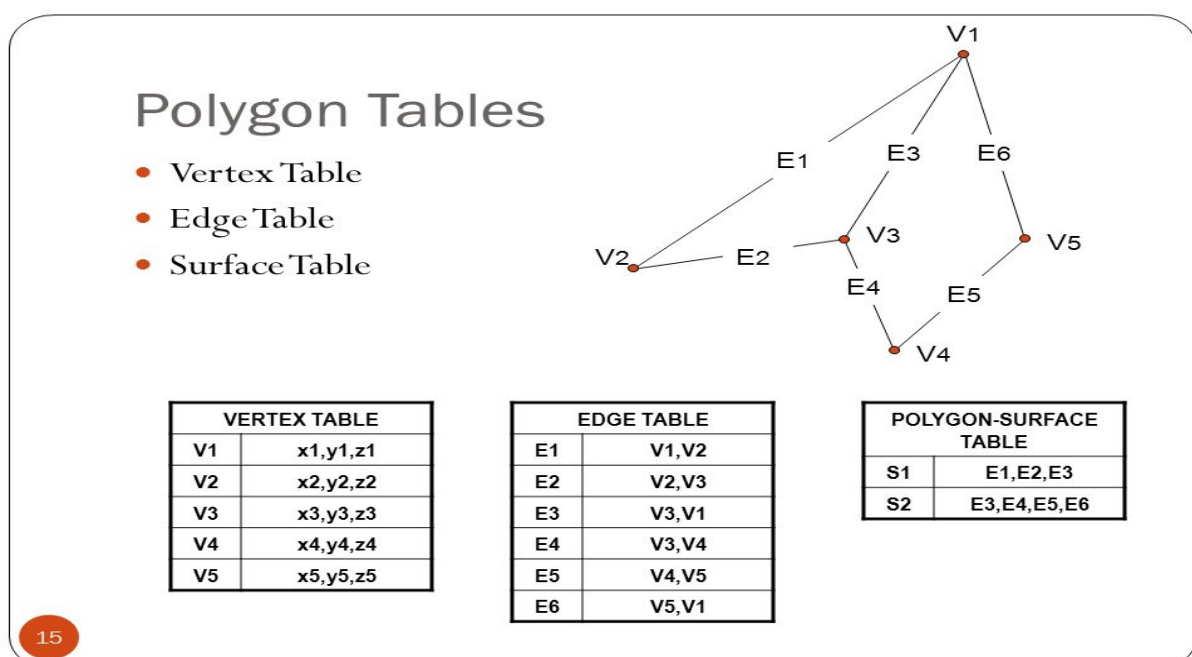 Polygon Tables
• Vertex Table
• Edge Table
• Surface Table
V1
E1
E3
E6
V2
E2
V3
V5
E4
E5
V4
VERTEX TABLE
V1 x1,y1,z1
V2 x2,y2,z2
V3 x3,y3,z3
V4 x4,y4,z4
V5 x5,y5,z5
EDGE TABLE
E1 V1,V2
E2 V2,V3
E3 V3,V1
E4 V3,V4
E5 V4,V5
E6 V5,V1
POLYGON-SURFACE
TABLE
S1 E1,E2,E3
S2 E3,E4,E5,E6
15